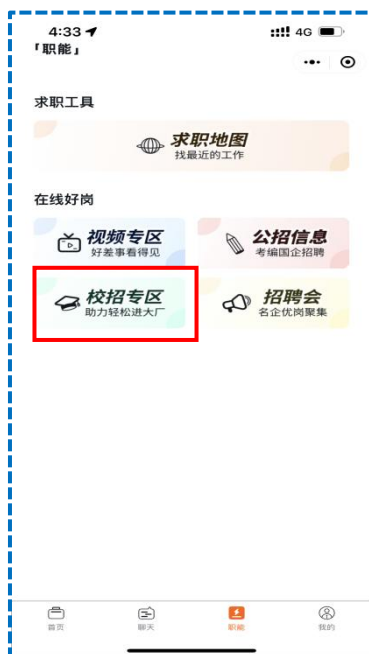 4:33
4G
「职能」
求职工具
求职地图
找最近的工作
在线好岗
视频专区
好差事看得见
公招信息
考编国企招聘
校招专区
助力轻松进大厂
招聘会
名企优岗聚集
首页
聊天
职能
我的